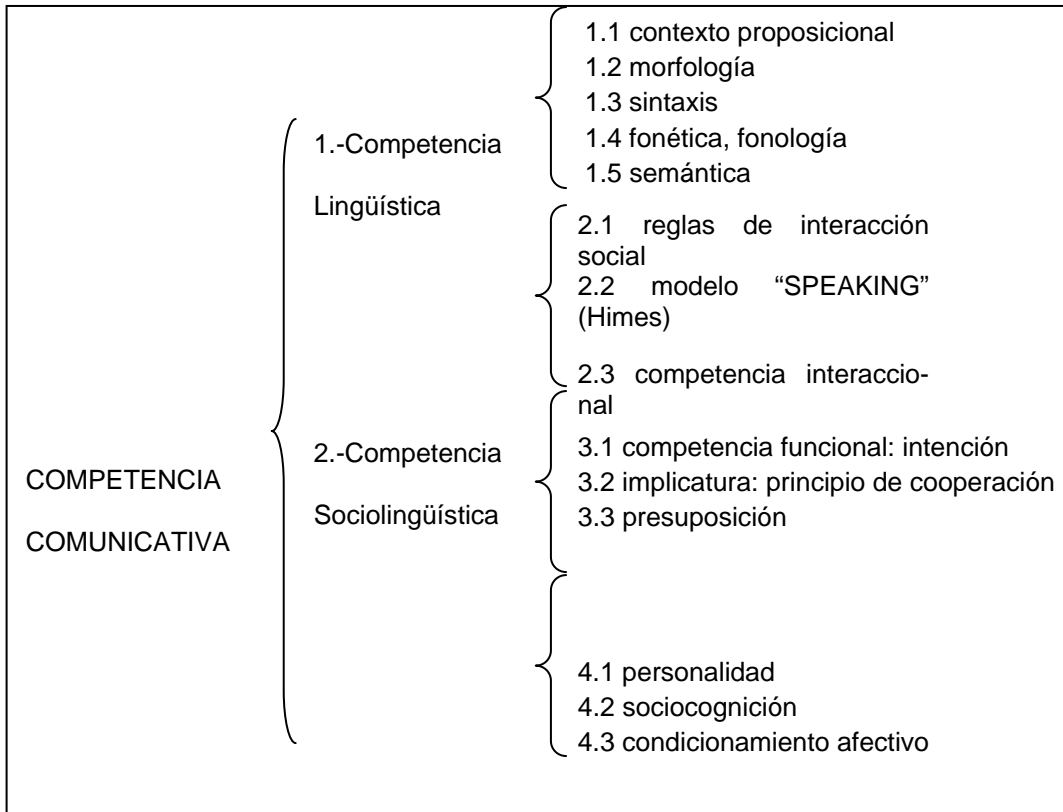 COMPETENCIA
COMUNICATIVA
1.-Competencia
Lingüística
1.1 contexto proposicional
1.2 morfología
1.3 sintaxis
1.4 fonética, fonología
1.5 semántica
2.-Competencia
Sociolingüística
2.1 reglas de interacción
social
2.2 modelo “SPEAKING”
(Himes)
2.3 competencia interaccio-
nal
3.1 competencia funcional: intención
3.2 implicatura: principio de cooperación
3.3 presuposición
4.1 personalidad
4.2 sociocognición
4.3 condicionamiento afectivo